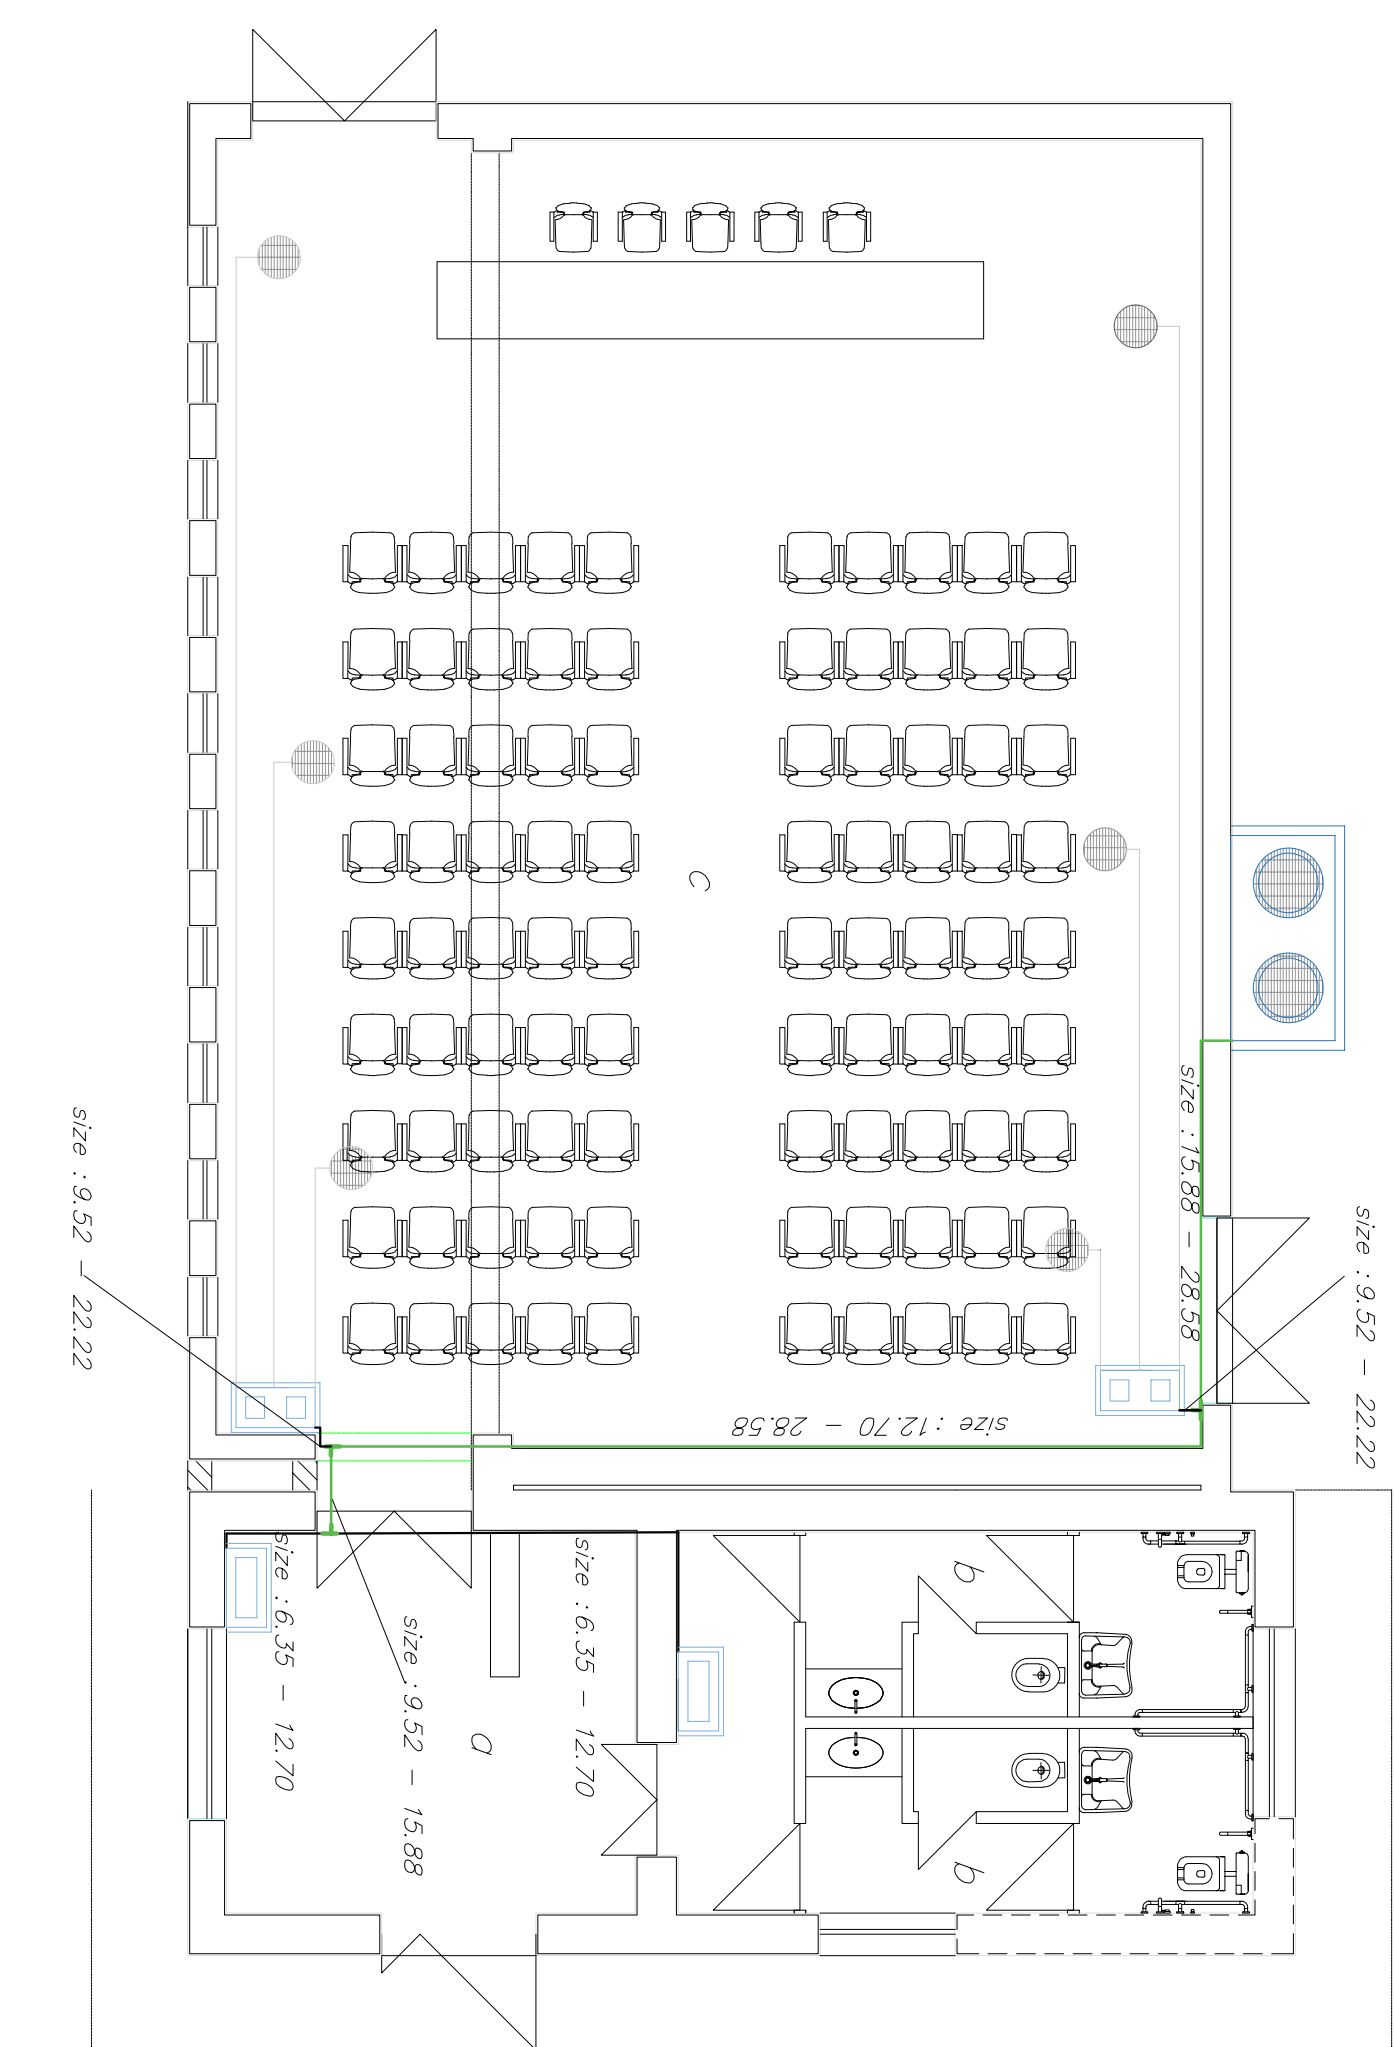 c
size :15.88 - 28.58
size :9.52 - 22.22
size :9.52 - 22.22
size :12.70 - 28.58
size :6.35 - 12.70
size :6.35 - 12.70
size :9.52 - 15.88
a
b
b